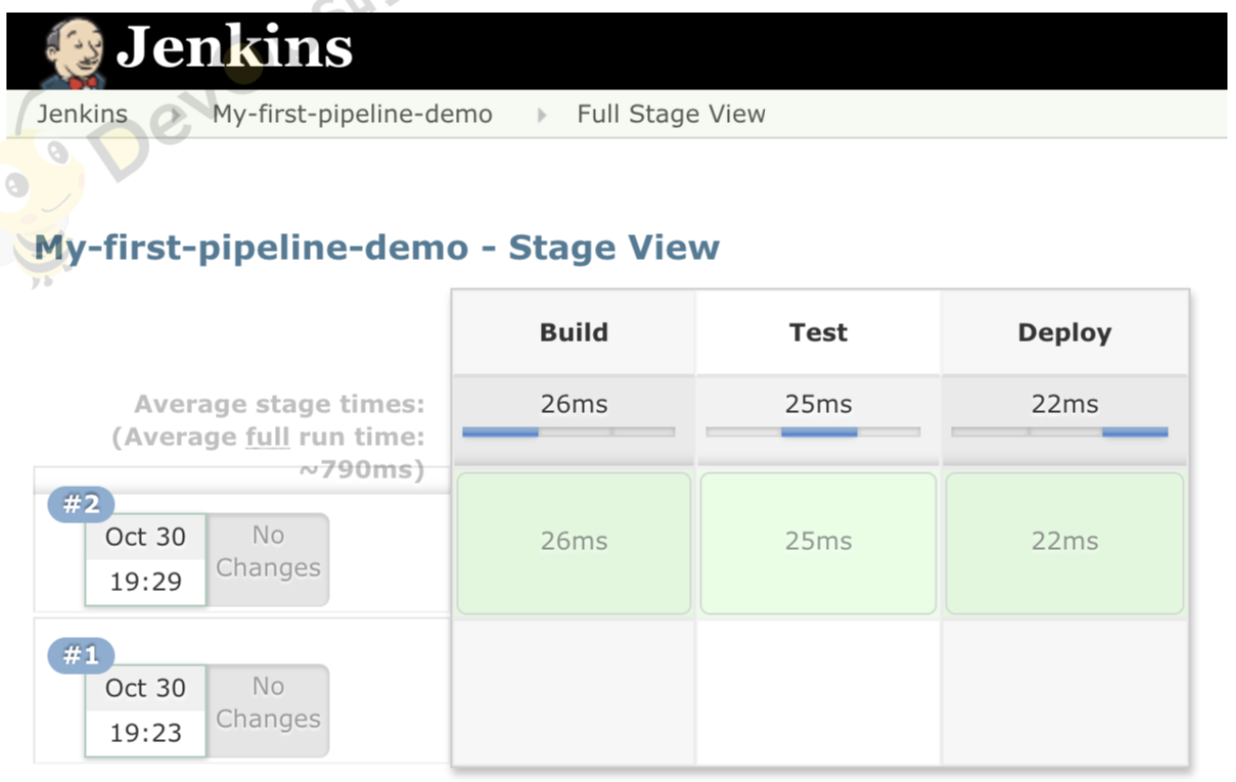 Jenkins
Jenkins My-first-pipeline-demo Full Stage View
My-first-pipeline-demo - Stage View
Build Test Deploy
Average stage times: 26ms 25ms 22ms
(Average full run time:
~790ms)
#2
Oct 30 No
Changes
19:29
26ms 25ms 22ms
#1
Oct 30 No
Changes
19:23